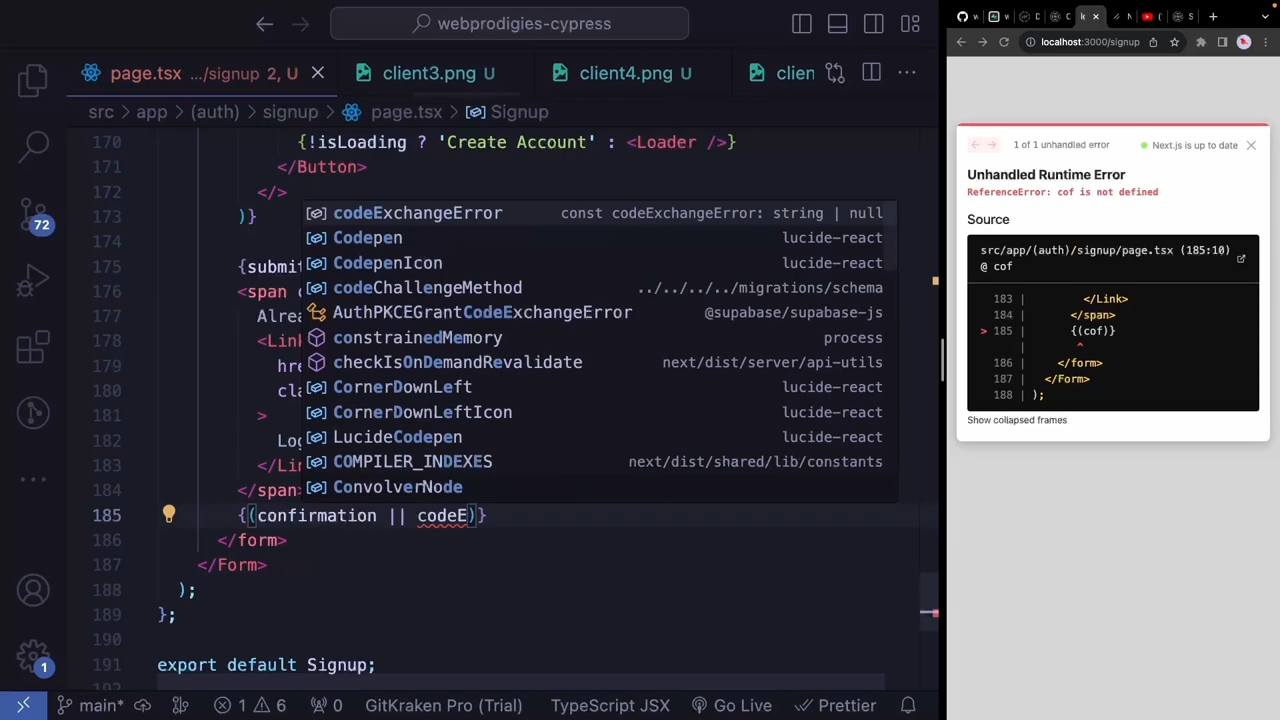 webprodigies-cypress
page.tsx .../signup 2, U
client3.png U
client4.png U
clien
src > app > (auth) > signup > page.tsx > Signup
170 {!isLoading ? 'Create Account' : <Loader />}
171 </Button>
172 </>
173 )}
174
175 {submit
176 <span c
177 Alrea
178 <Link
179 hre
180 cla
181 >
182 Log
183 </Lin
184 </span
185 {(confirmation || codeE)}
186 </form>
187 </Form>
188 );
189 };
190
191 export default Signup;
192
codeExchangeError const codeExchangeError: string | null
Codepen lucide-react
CodepenIcon lucide-react
codeChallengeMethod ../../../../migrations/schema
AuthPKCEGrantCodeExchangeError @supabase/supabase-js
constrainedMemory process
checkIsOnDemandRevalidate next/dist/server/api-utils
CornerDownLeft lucide-react
CornerDownLeftIcon lucide-react
LucideCodepen lucide-react
COMPILER_INDEXES next/dist/shared/lib/constants
ConvolverNode
72
1
main*
0
1 6
0
GitKraken Pro (Trial)
TypeScript JSX
Go Live
Prettier
localhost:3000/signup
1 of 1 unhandled error
Next.js is up to date
Unhandled Runtime Error
ReferenceError: cof is not defined
Source
src/app/(auth)/signup/page.tsx (185:10)
@ cof
183 | </Link>
184 | </span>
> 185 | {(cof)}
| ^
186 | </form>
187 | </Form>
188 | );
Show collapsed frames